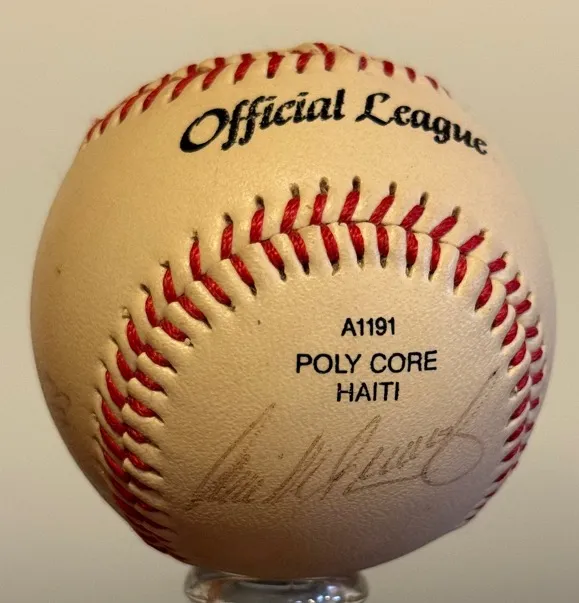 Official League
A1191
POLY CORE
HAITI